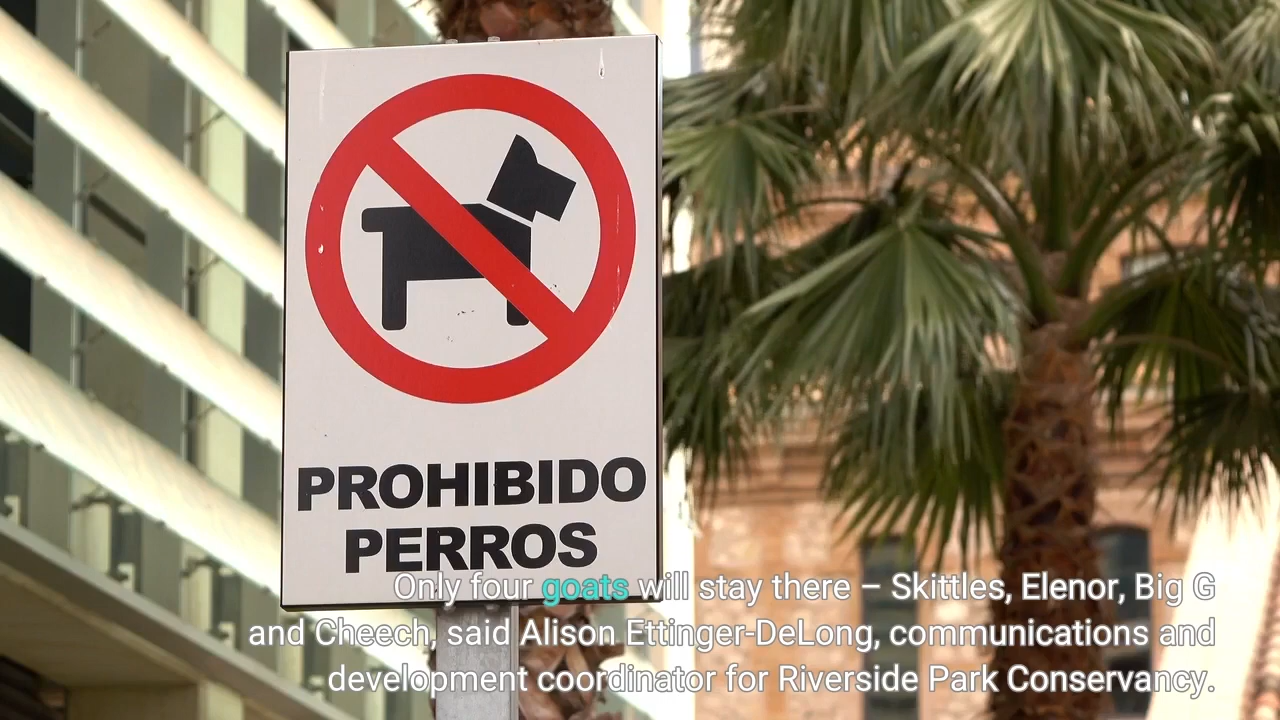 PROHIBIDO
PERROS
Only four goats will stay there – Skittles, Elenor, Big G
and Cheech, said Alison Ettinger-DeLong, communications and
development coordinator for Riverside Park Conservancy.